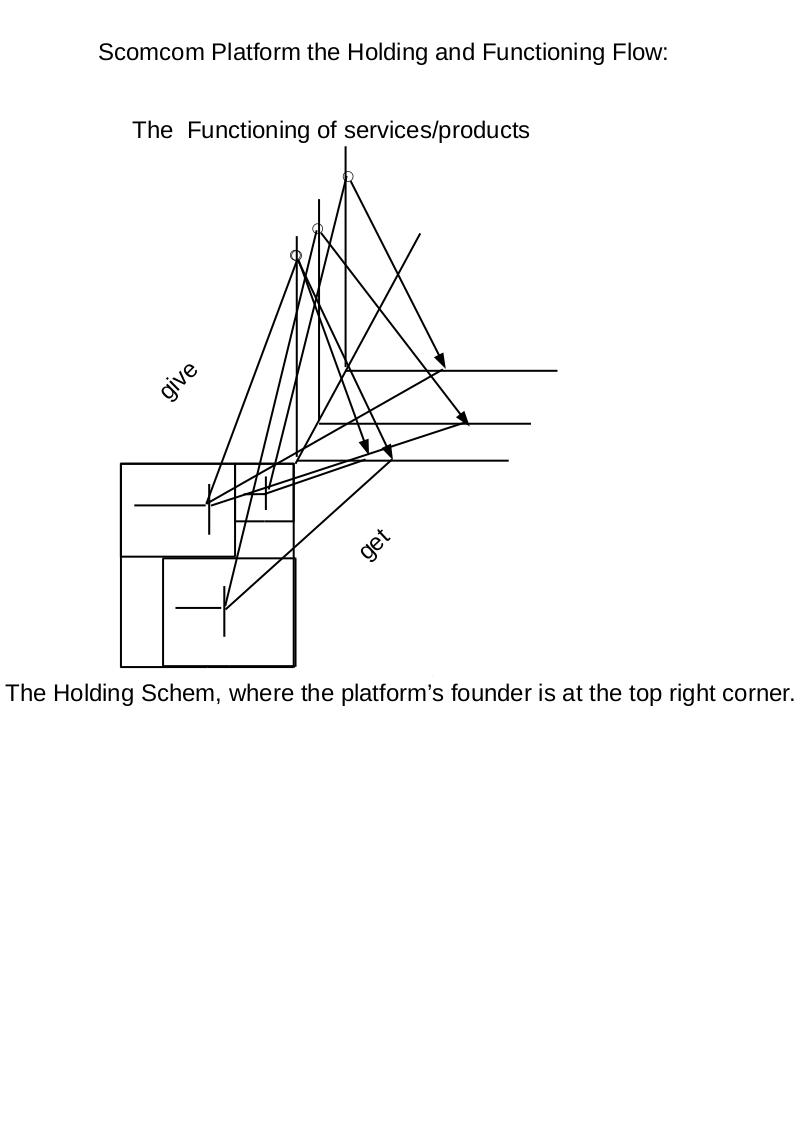 Scomcom Platform the Holding and Functioning Flow:
The  Functioning of services/products
give
get
The Holding Schem, where the platform’s founder is at the top right corner.